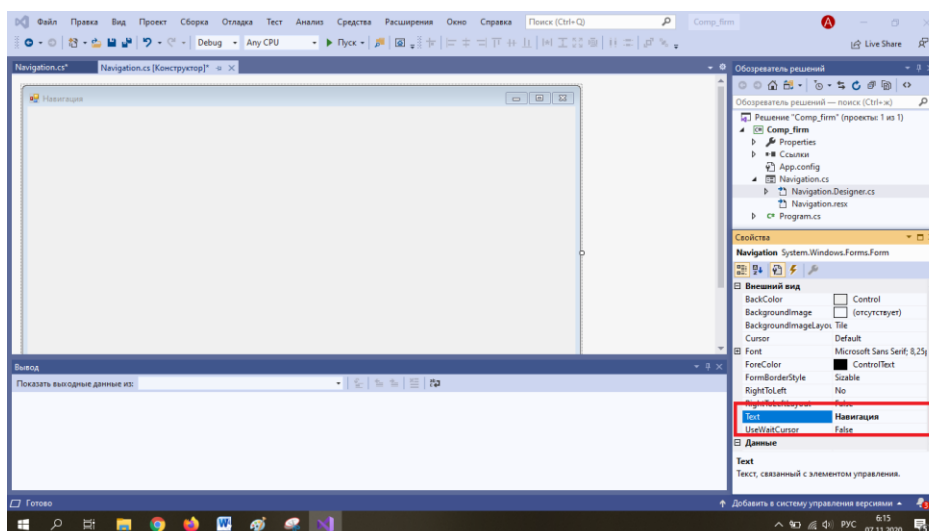 Файл Правка Вид Проект Сборка Отладка Тест Анализ Средства Расширения Окно Справка Поиск (Ctrl+Q) Comp_firm A
Debug Any CPU Пуск Live Share
Navigation.cs* Navigation.cs [Конструктор]*
Навигация
Обозреватель решений
Обозреватель решений — поиск (Ctrl+ж)
Решение "Comp_firm" (проекты: 1 из 1)
Comp_firm
Properties
Ссылки
App.config
Navigation.cs
Navigation.Designer.cs
Navigation.resx
Program.cs
Свойства
Navigation System.Windows.Forms.Form
Внешний вид
BackColor Control
BackgroundImage (отсутствует)
BackgroundImageLayou Tile
Cursor Default
Font Microsoft Sans Serif; 8,25
ForeColor ControlText
FormBorderStyle Sizable
RightToLeft No
RightToLeftLayout False
Text Навигация
UseWaitCursor False
Данные
Text
Текст, связанный с элементом управления.
Вывод
Показать выходные данные из:
Готово Добавить в систему управления версиями
РУС 6:15
07.11.2020